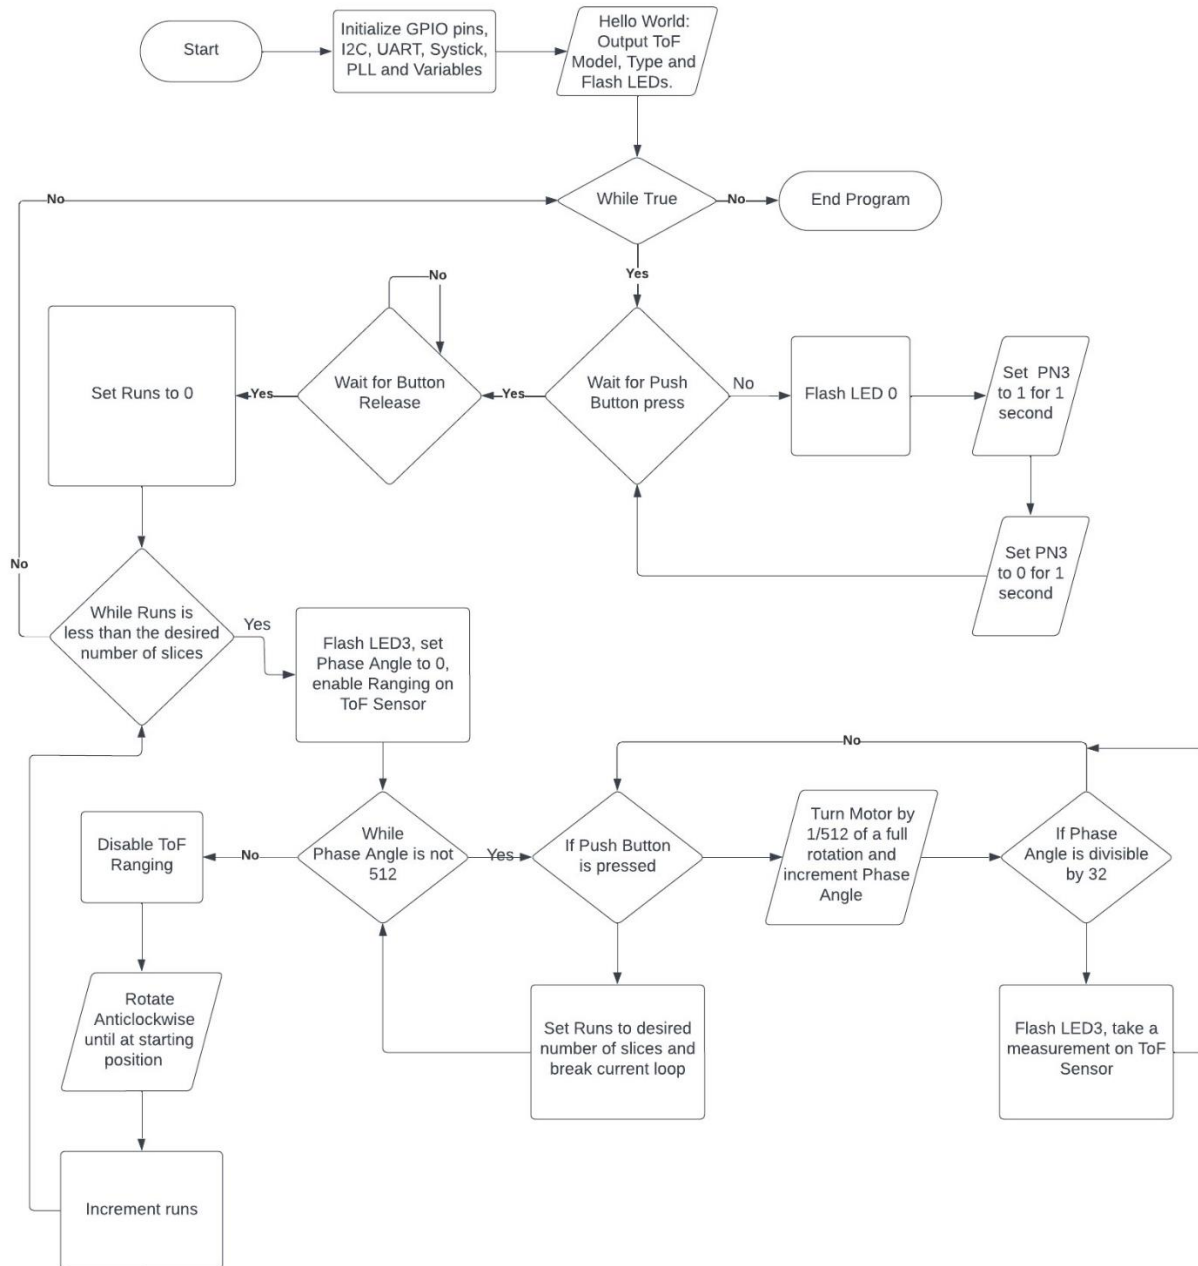 Start
Initialize GPIO pins,
I2C, UART, Systick,
PLL and Variables
Hello World:
Output ToF
Model, Type and
Flash LEDs.
No
While True
No
End Program
Yes
No
Set Runs to 0
Yes
Wait for Button
Release
Yes
Wait for Push
Button press
No
Flash LED 0
Set PN3
to 1 for 1
second
Set PN3
to 0 for 1
second
No
While Runs is
less than the desired
number of slices
Yes
Flash LED3, set
Phase Angle to 0,
enable Ranging on
ToF Sensor
No
Disable ToF
Ranging
No
While
Phase Angle is not
512
Yes
If Push Button
is pressed
Turn Motor by
1/512 of a full
rotation and
increment Phase
Angle
If Phase
Angle is divisible
by 32
Rotate
Anticlockwise
until at starting
position
Set Runs to desired
number of slices and
break current loop
Flash LED3, take a
measurement on ToF
Sensor
Increment runs